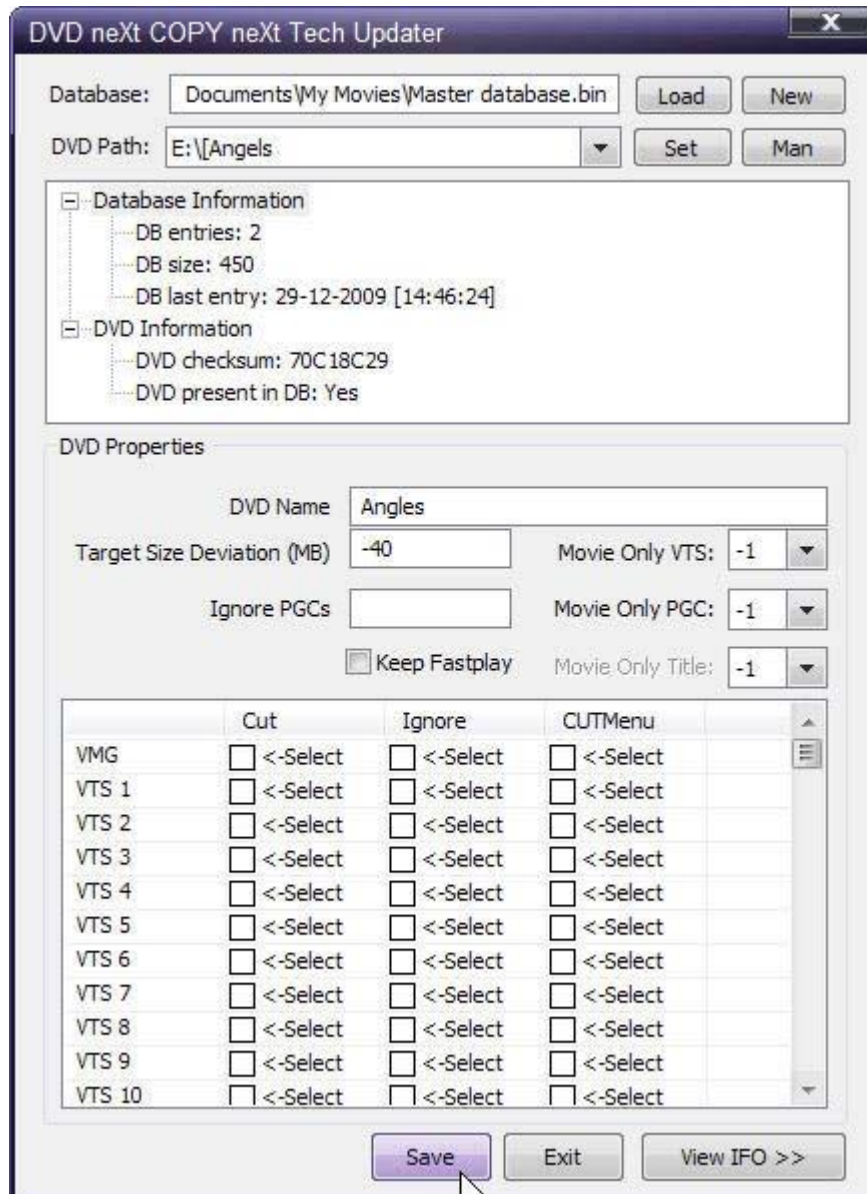 DVD neXt COPY neXt Tech Updater
X
Database: Documents\My Movies\Master database.bin Load New
DVD Path: E:\[Angels Set Man
Database Information
DB entries: 2
DB size: 450
DB last entry: 29-12-2009 [14:46:24]
DVD Information
DVD checksum: 70C18C29
DVD present in DB: Yes
DVD Properties
DVD Name Angles
Target Size Deviation (MB) -40 Movie Only VTS: -1
Ignore PGCs Movie Only PGC: -1
Keep Fastplay Movie Only Title: -1
Cut Ignore CUTMenu
VMG <-Select <-Select <-Select
VTS 1 <-Select <-Select <-Select
VTS 2 <-Select <-Select <-Select
VTS 3 <-Select <-Select <-Select
VTS 4 <-Select <-Select <-Select
VTS 5 <-Select <-Select <-Select
VTS 6 <-Select <-Select <-Select
VTS 7 <-Select <-Select <-Select
VTS 8 <-Select <-Select <-Select
VTS 9 <-Select <-Select <-Select
VTS 10 <-Select <-Select <-Select
Save Exit View IFO >>